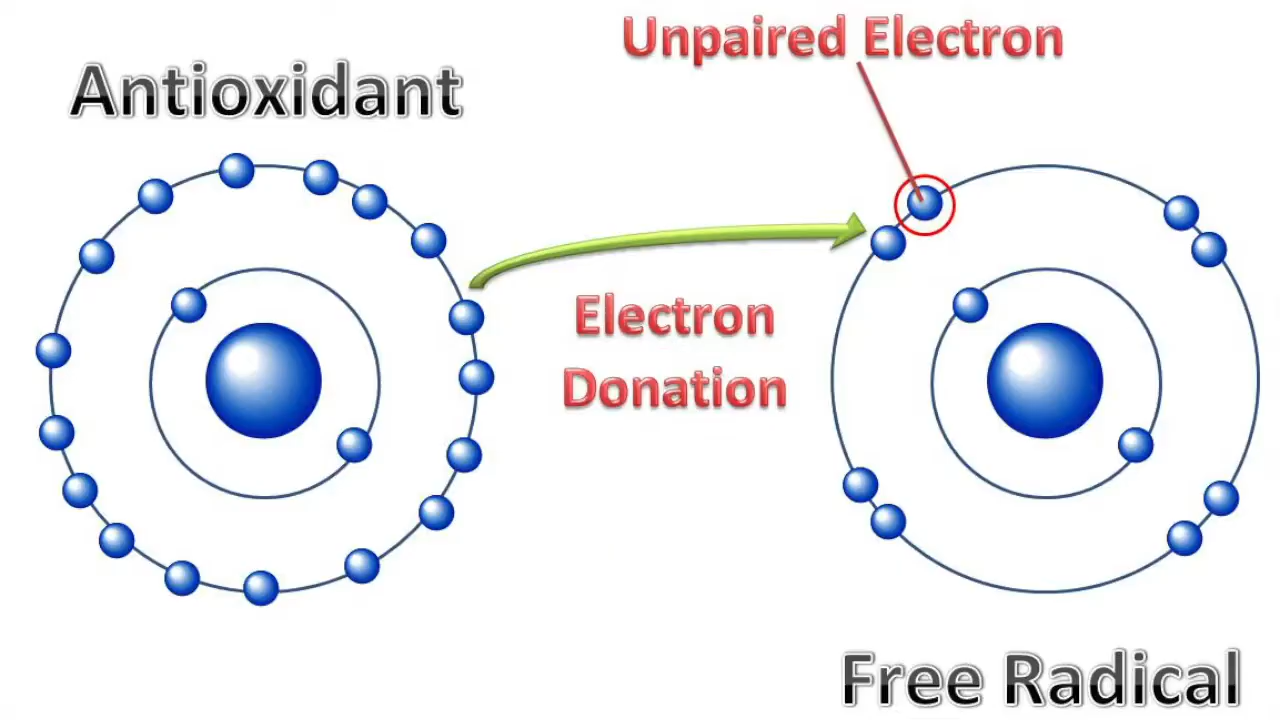 Unpaired Electron
Antioxidant
Electron
Donation
Free Radical